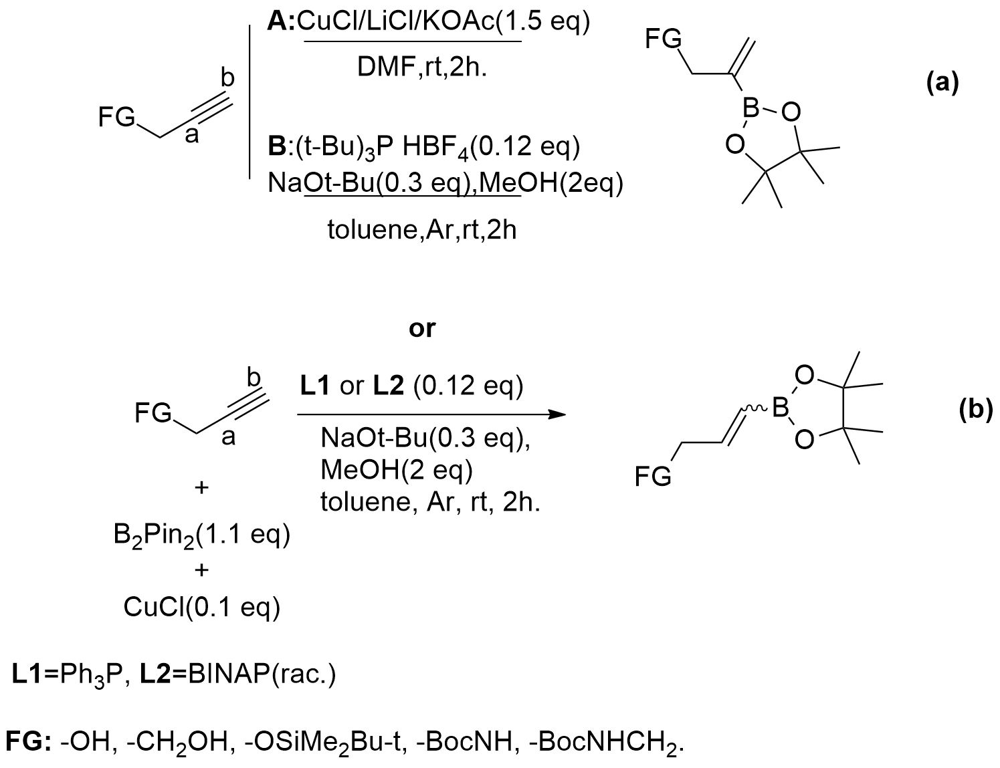 A:CuCl/LiCl/KOAc(1.5 eq)
DMF,rt,2h.
b
FG
a
B:(t-Bu)3P HBF4(0.12 eq)
NaOt-Bu(0.3 eq),MeOH(2eq)
toluene,Ar,rt,2h
FG
B
O
O
(a)
or
b
FG
a
+
B2Pin2(1.1 eq)
+
CuCl(0.1 eq)
L1 or L2 (0.12 eq)
NaOt-Bu(0.3 eq),
MeOH(2 eq)
toluene, Ar, rt, 2h.
O
B
O
FG
(b)
L1=Ph3P, L2=BINAP(rac.)
FG: -OH, -CH2OH, -OSiMe2Bu-t, -BocNH, -BocNHCH2.